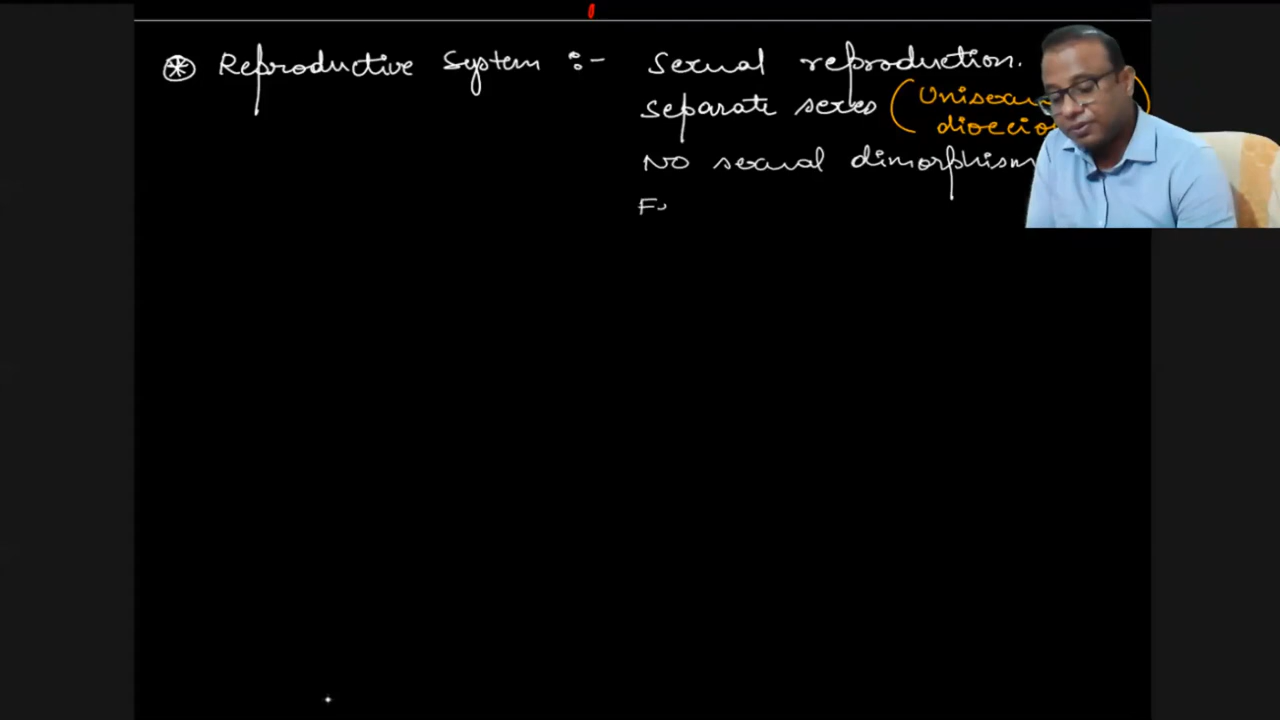 Reproductive System :- Sexual reproduction.
separate sexes (
NO sexual dimorphism